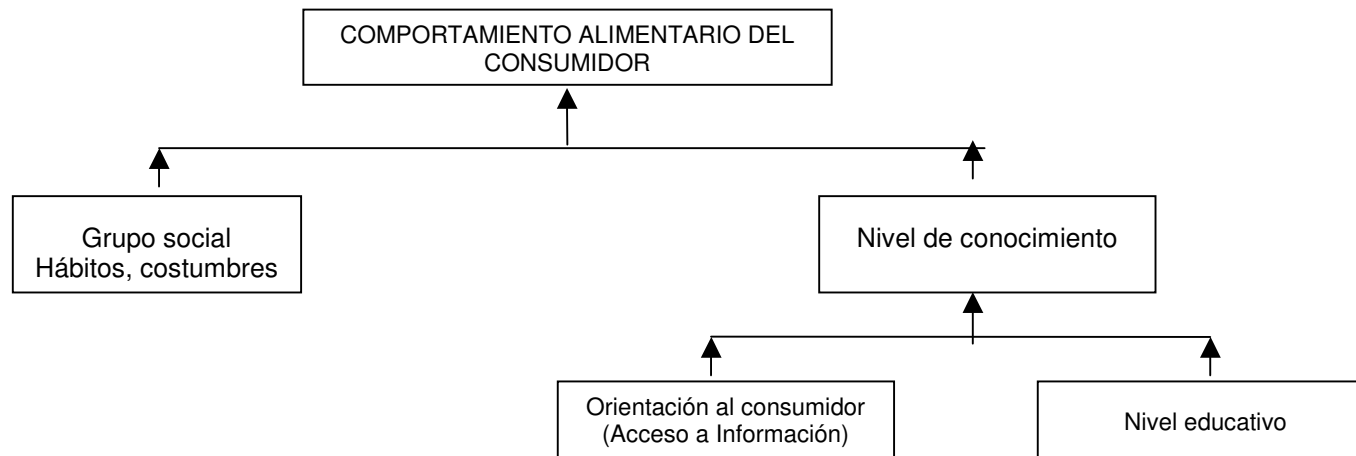 COMPORTAMIENTO ALIMENTARIO DEL
CONSUMIDOR
Grupo social
Hábitos, costumbres
Nivel de conocimiento
Orientación al consumidor
(Acceso a Información)
Nivel educativo